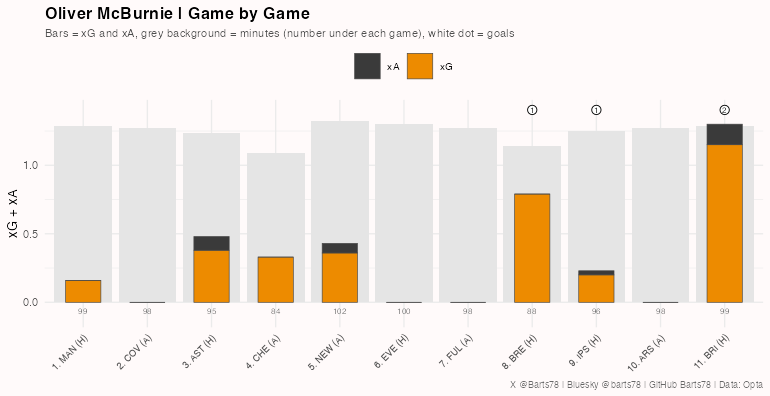 Oliver McBurnie | Game by Game
Bars = xG and xA, grey background = minutes (number under each game), white dot = goals
xA xG
1 1 2
xG + xA
1.0
0.5
0.0
99 98 95 84 102 100 98 88 96 98 99
1. MAN (H) 2. COV (A) 3. AST (H) 4. CHE (A) 5. NEW (A) 6. EVE (H) 7. FUL (A) 8. BRE (H) 9. IPS (H) 10. ARS (A) 11. BRI (H)
X @Barts78 | Bluesky @barts78 | GitHub Barts78 | Data: Opta